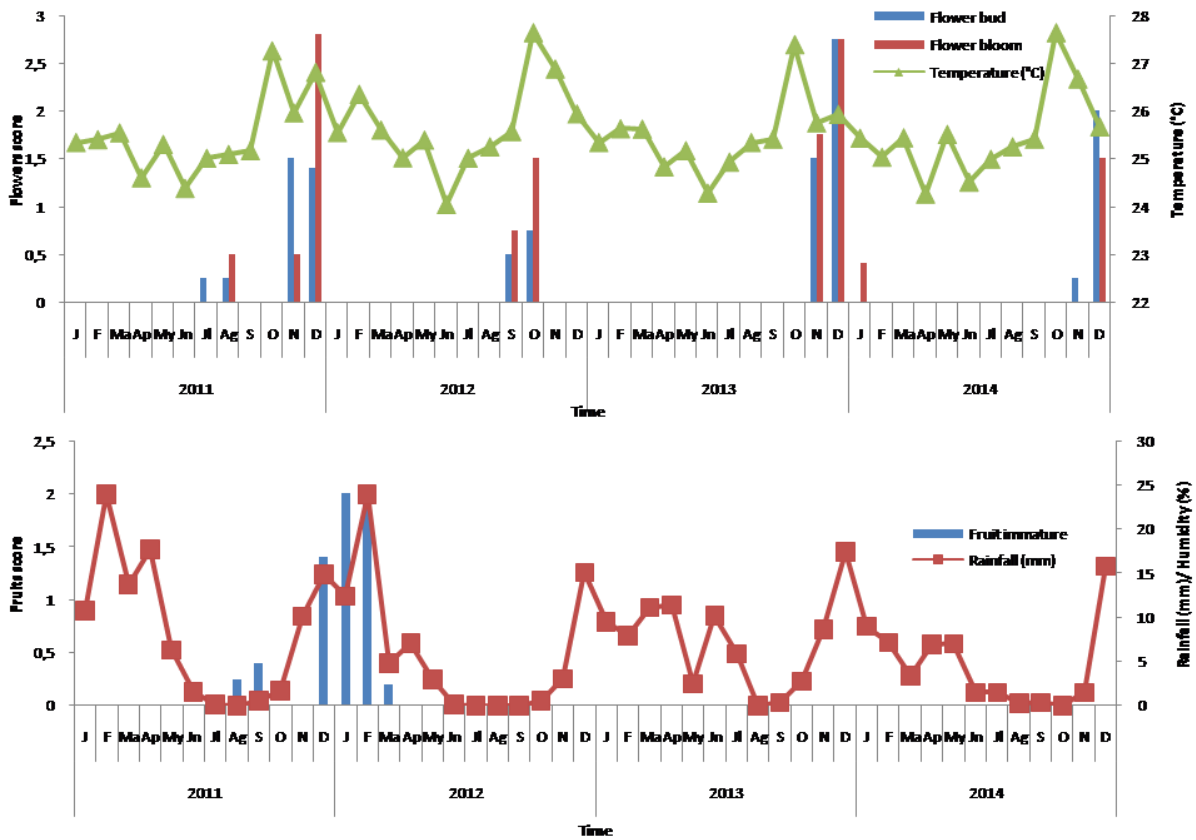 3
2,5
2
1,5
1
0,5
0
Flowers score
28
27
26
25
24
23
22
Temperature (°C)
Flower bud
Flower bloom
Temperature (°C)
J F Ma Ap My Jn Jl Ag S O N D J F Ma Ap My Jn Jl Ag S O N D J F Ma Ap My Jn Jl Ag S O N D J F Ma Ap My Jn Jl Ag S O N D
2011 2012 2013 2014
Time
2,5
2
1,5
1
0,5
0
Fruits score
30
25
20
15
10
5
0
Rainfall (mm)/ Humidity (%)
Fruit immature
Rainfall (mm)
J F Ma Ap My Jn Jl Ag S O N D J F Ma Ap My Jn Jl Ag S O N D J F Ma Ap My Jn Jl Ag S O N D J F Ma Ap My Jn Jl Ag S O N D
2011 2012 2013 2014
Time